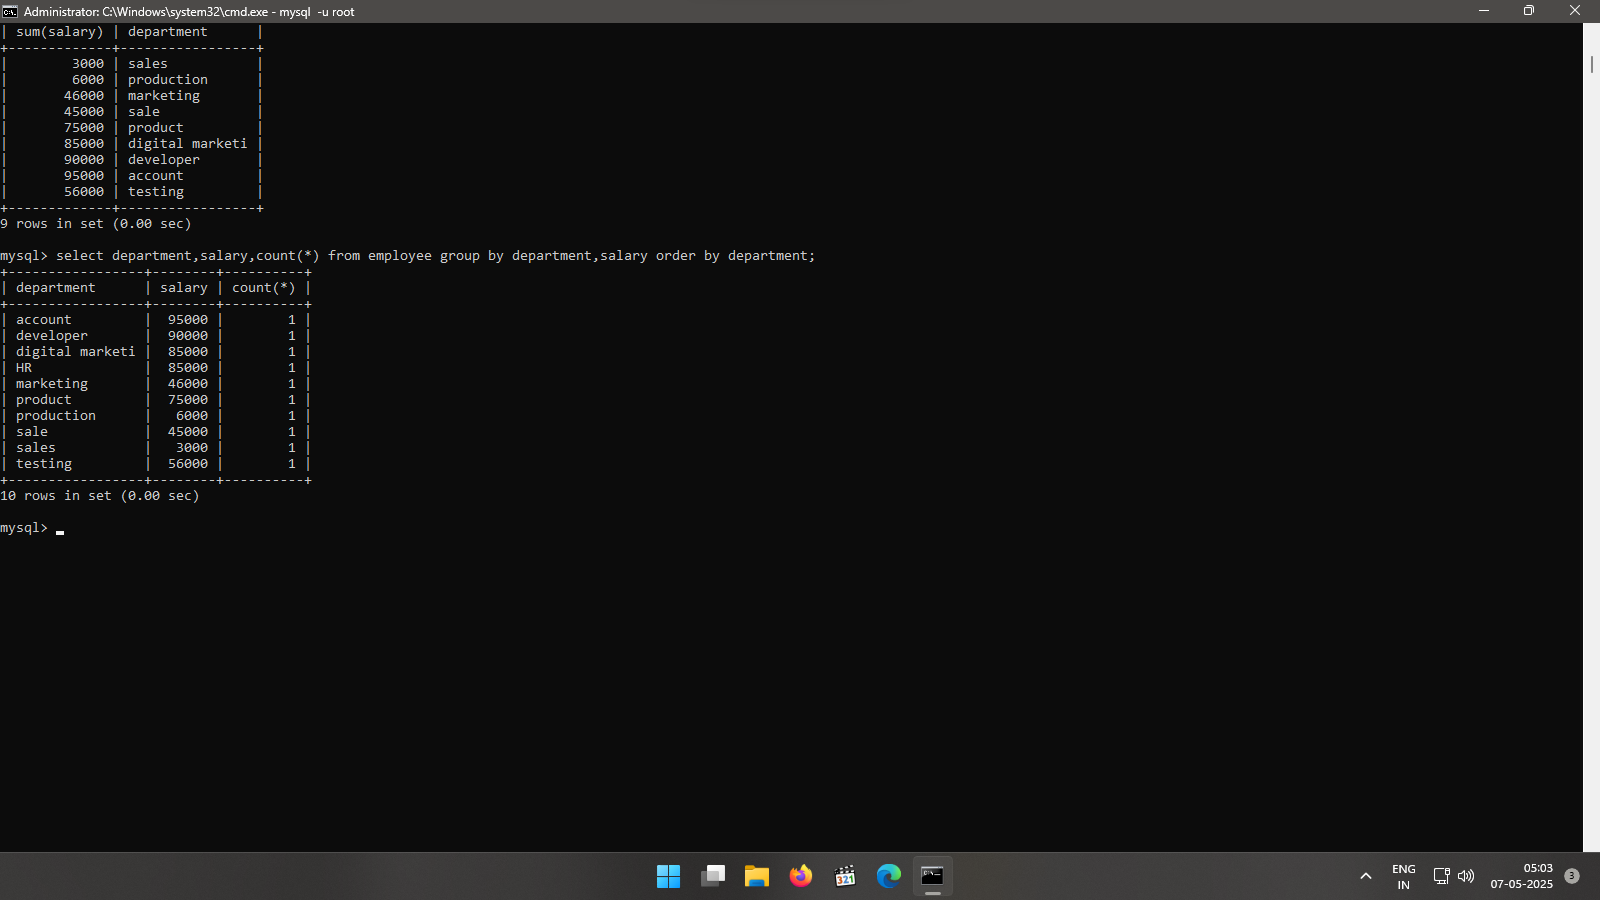 Administrator: C:\Windows\system32\cmd.exe - mysql  -u root
| sum(salary) | department      |
+-------------+-----------------+
|        3000 | sales           |
|        6000 | production      |
|       46000 | marketing       |
|       45000 | sale            |
|       75000 | product         |
|       85000 | digital marketi |
|       90000 | developer       |
|       95000 | account         |
|       56000 | testing         |
+-------------+-----------------+
9 rows in set (0.00 sec)
mysql> select department,salary,count(*) from employee group by department,salary order by department;
+-----------------+--------+----------+
| department      | salary | count(*) |
+-----------------+--------+----------+
| account         |  95000 |        1 |
| developer       |  90000 |        1 |
| digital marketi |  85000 |        1 |
| HR              |  85000 |        1 |
| marketing       |  46000 |        1 |
| product         |  75000 |        1 |
| production      |   6000 |        1 |
| sale            |  45000 |        1 |
| sales           |   3000 |        1 |
| testing         |  56000 |        1 |
+-----------------+--------+----------+
10 rows in set (0.00 sec)
mysql> _
321
ENG
IN
05:03
07-05-2025
3